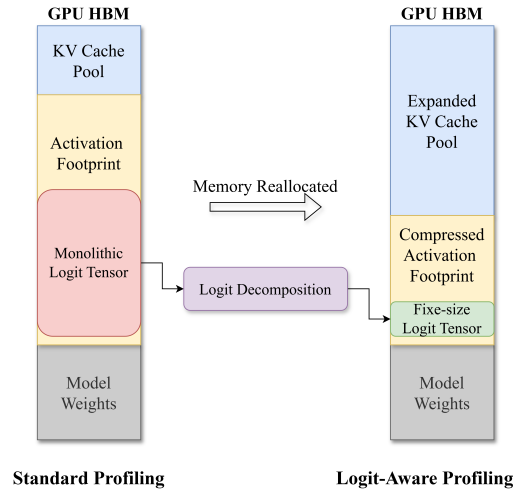 GPU HBM
KV Cache
Pool
Activation
Footprint
Monolithic
Logit Tensor
Model
Weights
Standard Profiling
Memory Reallocated
Logit Decomposition
GPU HBM
Expanded
KV Cache
Pool
Compressed
Activation
Footprint
Fixe-size
Logit Tensor
Model
Weights
Logit-Aware Profiling